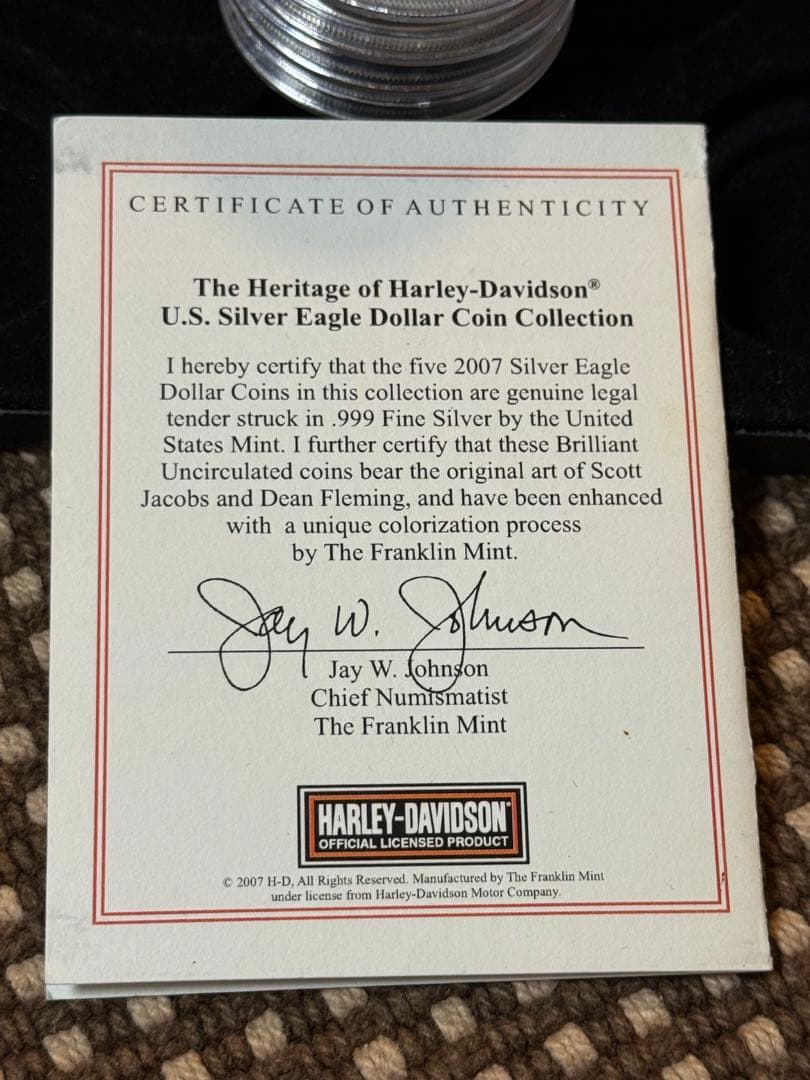 CERTIFICATE OF AUTHENTICITY
The Heritage of Harley-Davidson®
U.S. Silver Eagle Dollar Coin Collection
I hereby certify that the five 2007 Silver Eagle
Dollar Coins in this collection are genuine legal
tender struck in .999 Fine Silver by the United
States Mint. I further certify that these Brilliant
Uncirculated coins bear the original art of Scott
Jacobs and Dean Fleming, and have been enhanced
with a unique colorization process
by The Franklin Mint.
Jay W. Johnson
Jay W. Johnson
Chief Numismatist
The Franklin Mint
HARLEY-DAVIDSON
OFFICIAL LICENSED PRODUCT
© 2007 H-D, All Rights Reserved. Manufactured by The Franklin Mint
under license from Harley-Davidson Motor Company.